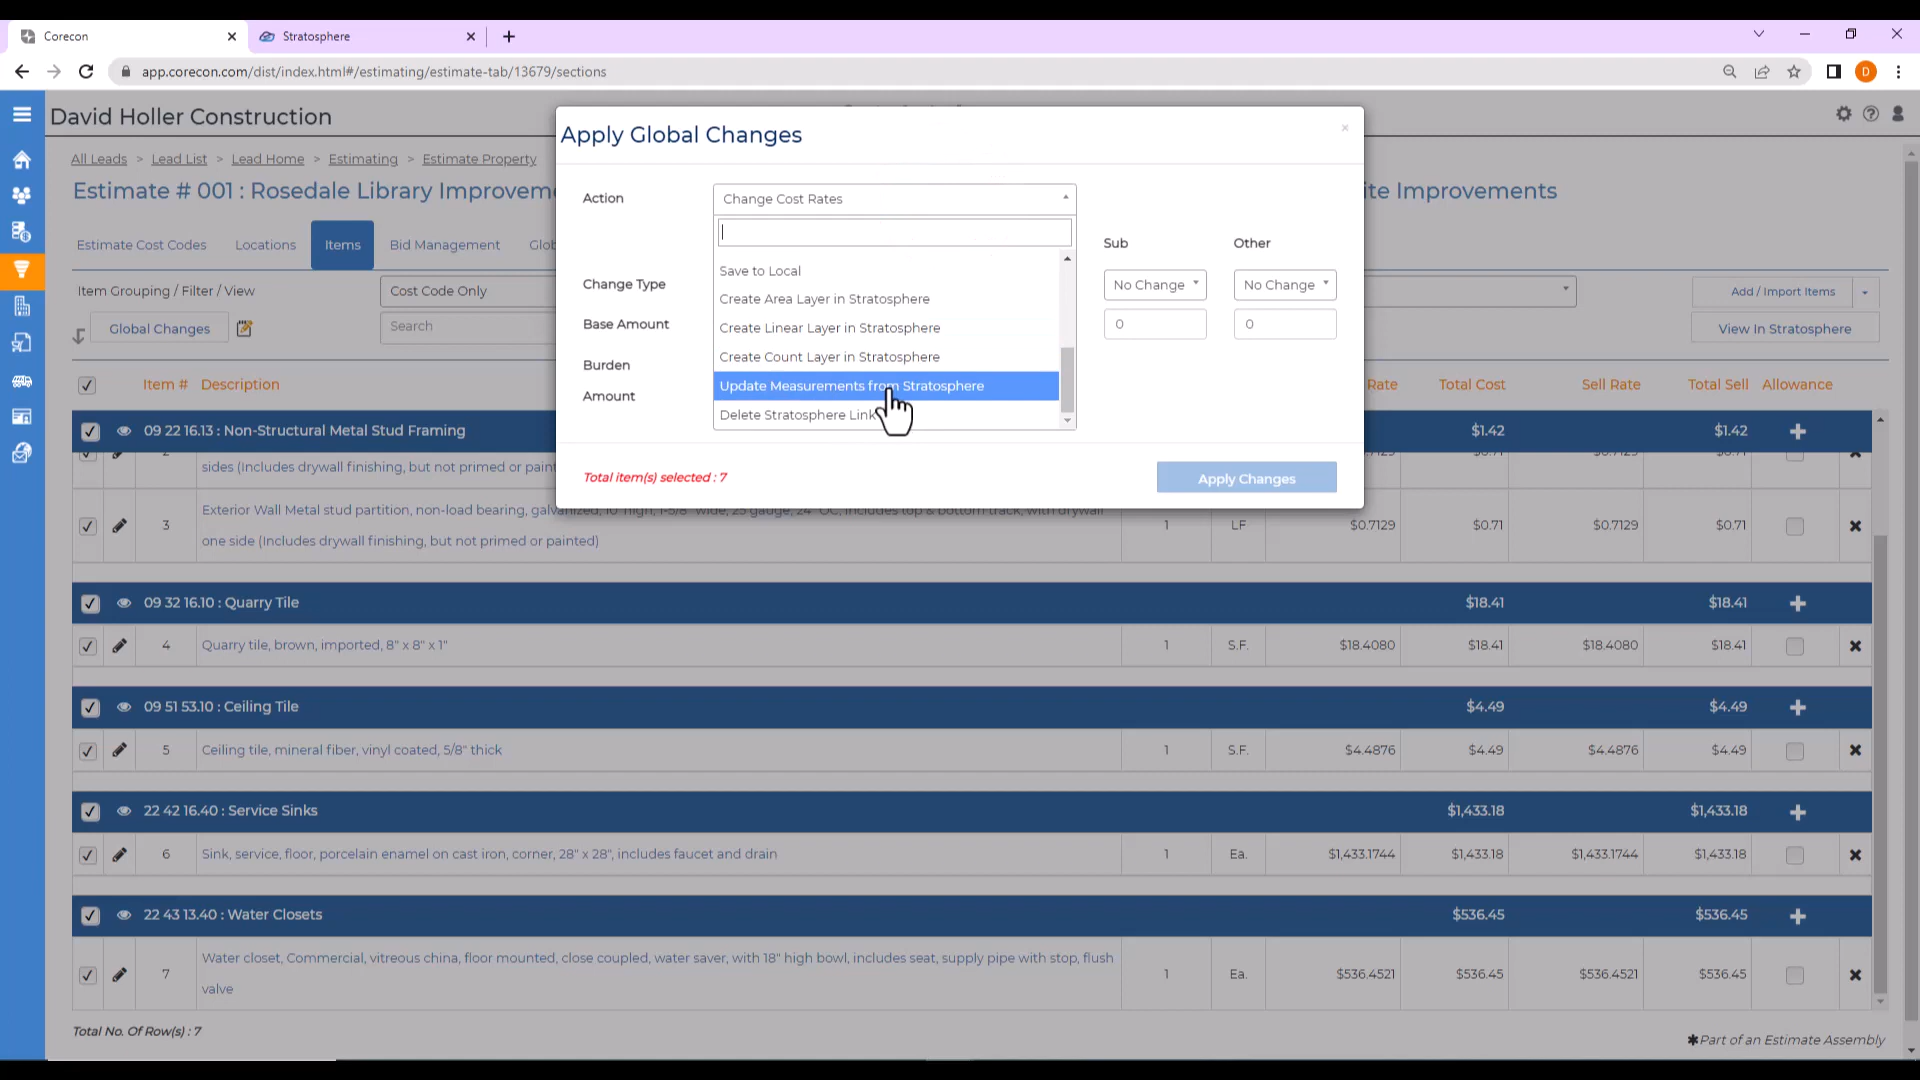 Corecon
Stratosphere
app.corecon.com/dist/index.html#/estimating/estimate-tab/13679/sections
D
David Holler Construction
Apply Global Changes
All Leads > Lead List > Lead Home > Estimating > Estimate Property
Estimate # 001 : Rosedale Library Improveme
ite Improvements
Action
Change Cost Rates
Estimate Cost Codes
Locations
Items
Bid Management
Glob
Sub
Other
Save to Local
Create Area Layer in Stratosphere
Create Linear Layer in Stratosphere
Create Count Layer in Stratosphere
Update Measurements from Stratosphere
Delete Stratosphere Link
Change Type
No Change
No Change
Base Amount
0
0
Burden
Amount
Item Grouping / Filter / View
Cost Code Only
Add / Import Items
Global Changes
Search
View In Stratosphere
Item # Description
Rate Total Cost Sell Rate Total Sell Allowance
09 22 16.13 : Non-Structural Metal Stud Framing $1.42 $1.42
sides (Includes drywall finishing, but not primed or paint
Total item(s) selected : 7
Apply Changes
3 one side (Includes drywall finishing, but not primed or painted) 1 LF $0.7129 $0.71 $0.7129 $0.71
09 32 16.10 : Quarry Tile $18.41 $18.41
4 Quarry tile, brown, imported, 8" x 8" x 1" 1 S.F. $18.4080 $18.41 $18.4080 $18.41
09 51 53.10 : Ceiling Tile $4.49 $4.49
5 Ceiling tile, mineral fiber, vinyl coated, 5/8" thick 1 S.F. $4.4876 $4.49 $4.4876 $4.49
22 42 16.40 : Service Sinks $1,433.18 $1,433.18
6 Sink, service, floor, porcelain enamel on cast iron, corner, 28" x 28", includes faucet and drain 1 Ea. $1,433.1744 $1,433.18 $1,433.1744 $1,433.18
22 43 13.40 : Water Closets $536.45 $536.45
7 Water closet, Commercial, vitreous china, floor mounted, close coupled, water saver, with 18" high bowl, includes seat, supply pipe with stop, flush 1 Ea. $536.4521 $536.45 $536.4521 $536.45
valve
Total No. Of Row(s) : 7
✱Part of an Estimate Assembly